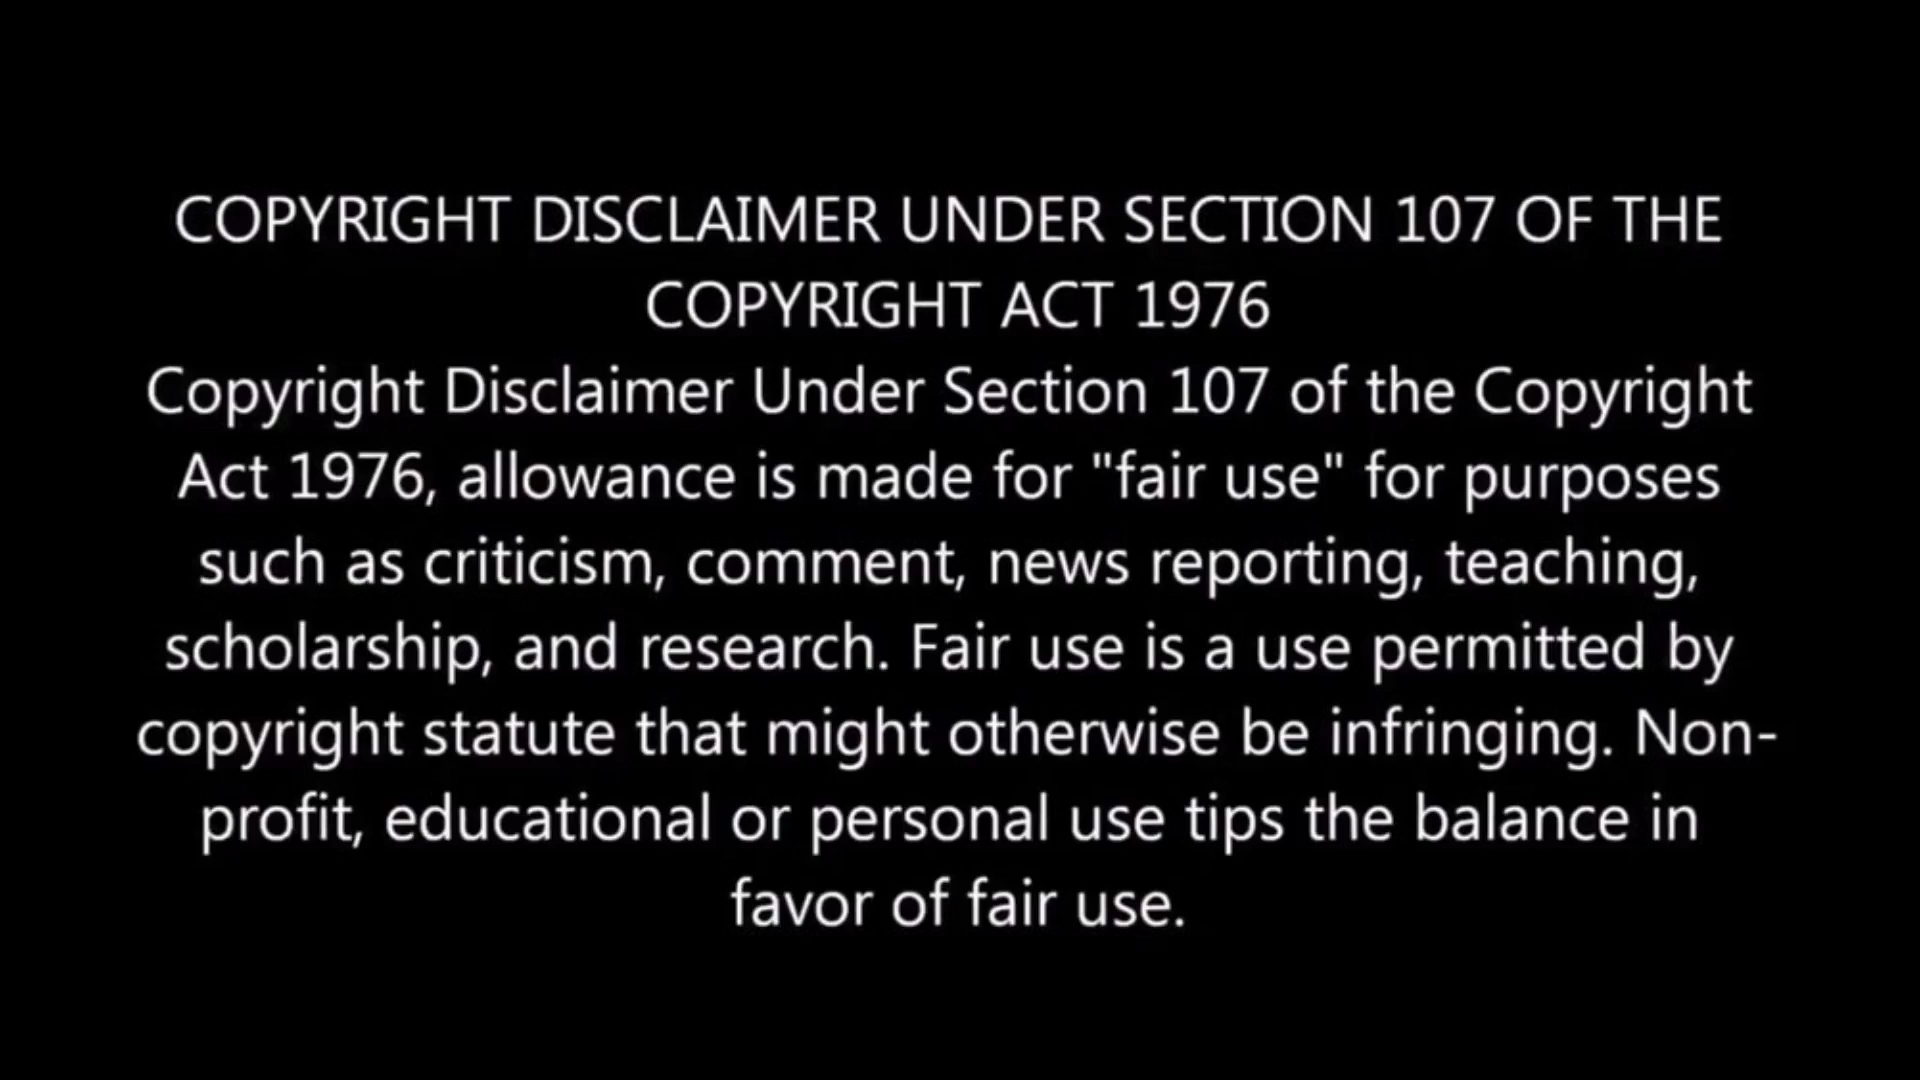 COPYRIGHT DISCLAIMER UNDER SECTION 107 OF THE
COPYRIGHT ACT 1976
Copyright Disclaimer Under Section 107 of the Copyright
Act 1976, allowance is made for "fair use" for purposes
such as criticism, comment, news reporting, teaching,
scholarship, and research. Fair use is a use permitted by
copyright statute that might otherwise be infringing. Non-
profit, educational or personal use tips the balance in
favor of fair use.